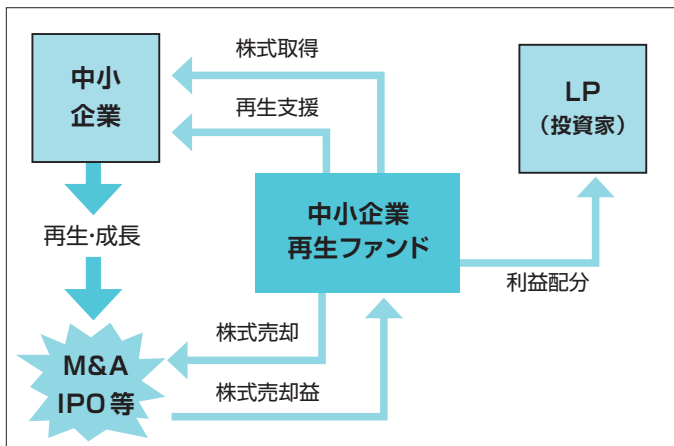 中小
企業
株式取得
再生支援
LP
（投資家）
中小企業
再生ファンド
再生・成長
利益配分
株式売却
M&A
IPO等
株式売却益